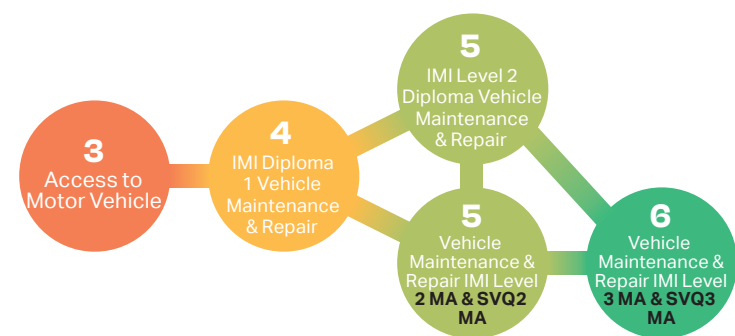 3
Access to
Motor Vehicle
4
IMI Diploma
1 Vehicle
Maintenance
& Repair
5
IMI Level 2
Diploma Vehicle
Maintenance
& Repair
5
Vehicle
Maintenance &
Repair IMI Level
2 MA & SVQ2
MA
6
Vehicle
Maintenance &
Repair IMI Level
3 MA & SVQ3
MA